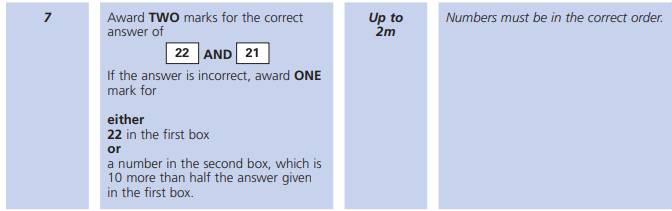 7
Award TWO marks for the correct
answer of
22 AND 21
If the answer is incorrect, award ONE
mark for
either
22 in the first box
or
a number in the second box, which is
10 more than half the answer given
in the first box.
Up to
2m
Numbers must be in the correct order.